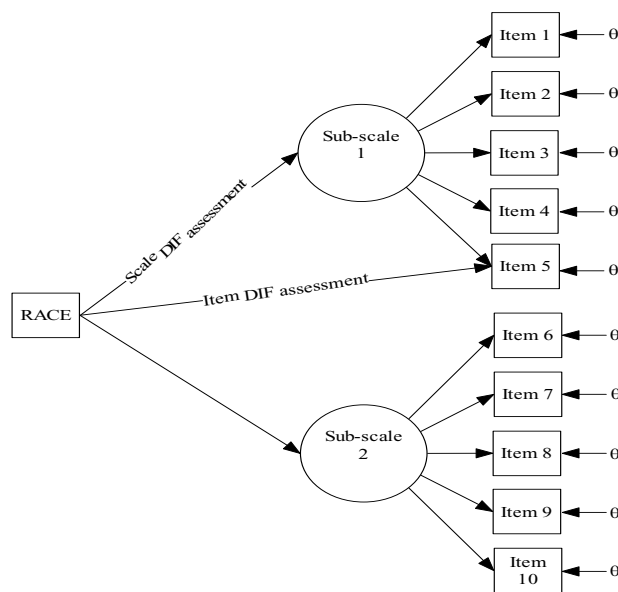 Item 1
θ
Item 2
θ
Sub-scale
1
Item 3
θ
Item 4
θ
Scale DIF assessment
Item 5
θ
Item DIF assessment
RACE
Item 6
θ
Item 7
θ
Sub-scale
2
Item 8
θ
Item 9
θ
Item
10
θ